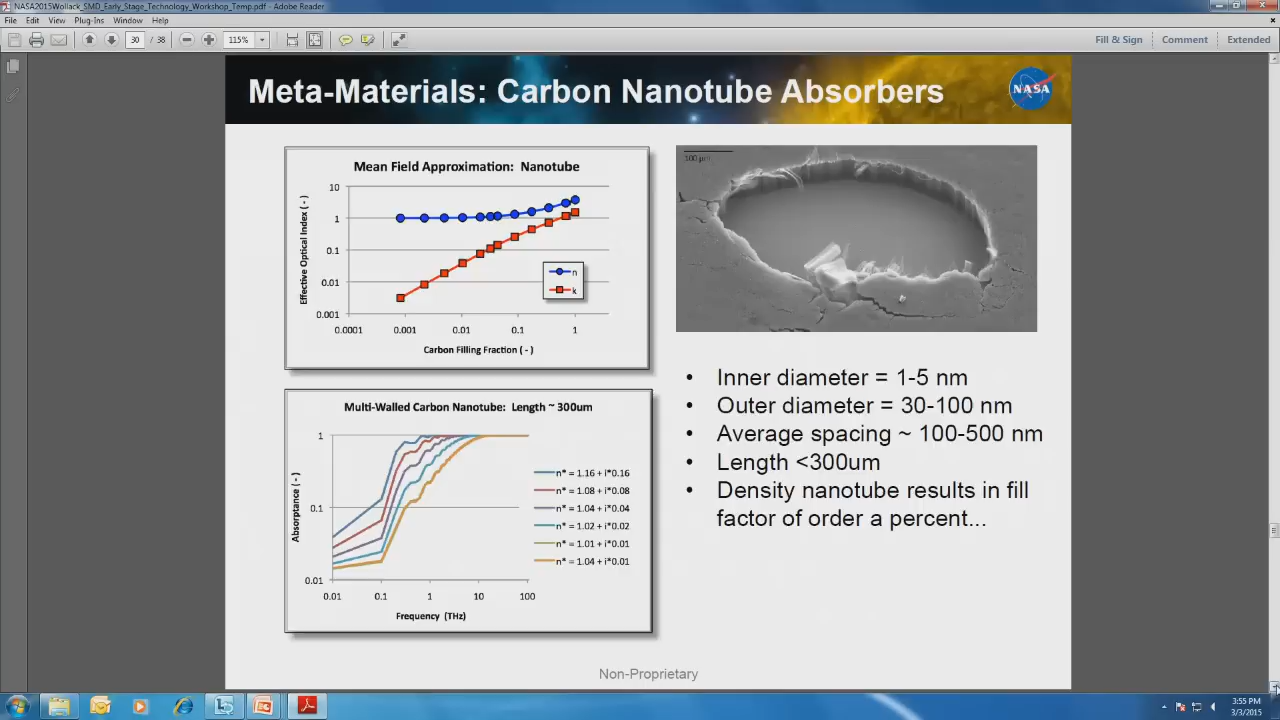 NASA2015Wollack_SMD_Early_Stage_Technology_Workshop_Temp.pdf - Adobe Reader
File Edit View Plug-Ins Window Help
30 / 38 115%
Fill & Sign Comment Extended
Meta-Materials: Carbon Nanotube Absorbers
NASA
Mean Field Approximation: Nanotube
Effective Optical Index ( - )
10
1
0.1
0.01
0.001
n
k
0.0001 0.001 0.01 0.1 1
Carbon Filling Fraction ( - )
Multi-Walled Carbon Nanotube: Length ~ 300um
Absorptance ( - )
1
0.1
0.01
n* = 1.16 + i*0.16
n* = 1.08 + i*0.08
n* = 1.04 + i*0.04
n* = 1.02 + i*0.02
n* = 1.01 + i*0.01
n* = 1.04 + i*0.01
0.01 0.1 1 10 100
Frequency (THz)
• Inner diameter = 1-5 nm
• Outer diameter = 30-100 nm
• Average spacing ~ 100-500 nm
• Length <300um
• Density nanotube results in fill
factor of order a percent...
Non-Proprietary
3:55 PM
3/3/2015